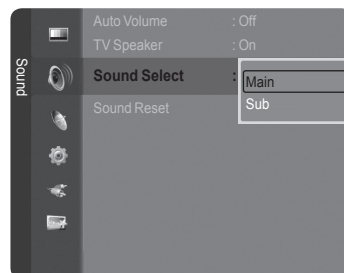 Sound
Auto Volume : Off
TV Speaker : On
Sound Select :
Main
Sub
Sound Reset